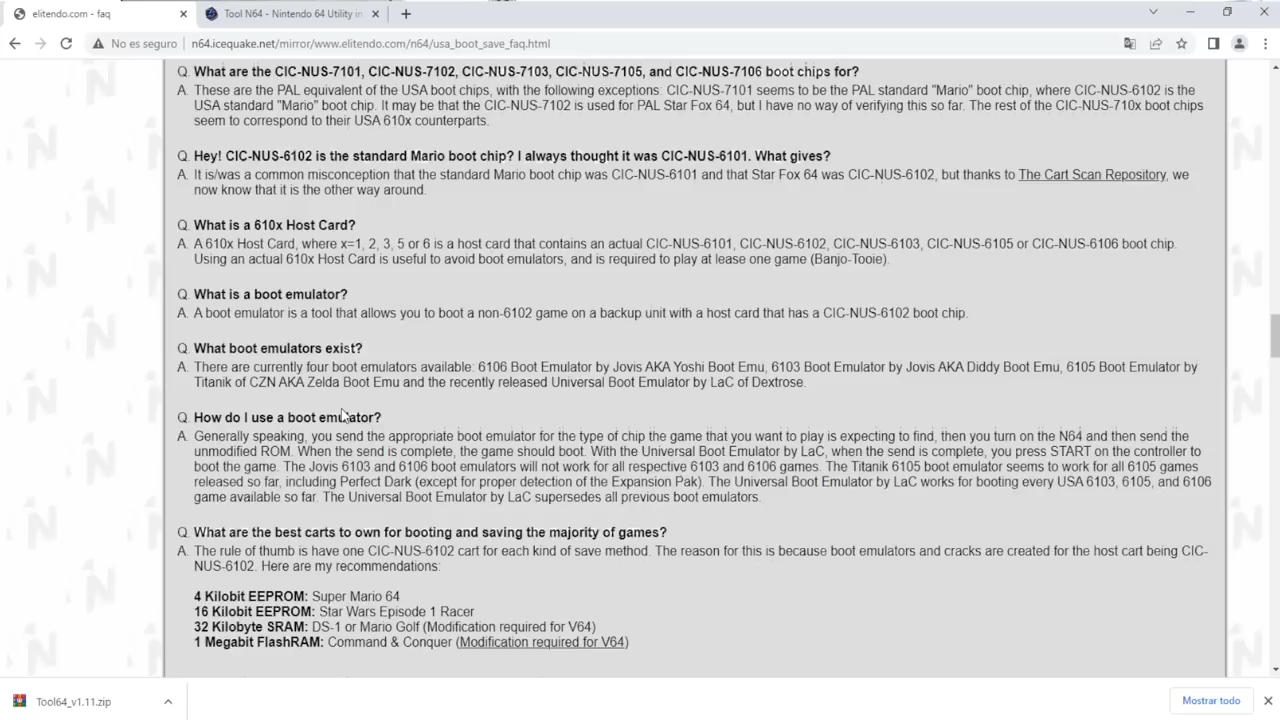 elitendo.com - faq
Tool N64 - Nintendo 64 Utility in
No es seguro
n64.icequake.net/mirror/www.elitendo.com/n64/usa_boot_save_faq.html
Q. What are the CIC-NUS-7101, CIC-NUS-7102, CIC-NUS-7103, CIC-NUS-7105, and CIC-NUS-7106 boot chips for?
A. These are the PAL equivalent of the USA boot chips, with the following exceptions: CIC-NUS-7101 seems to be the PAL standard "Mario" boot chip, where CIC-NUS-6102 is the
USA standard "Mario" boot chip. It may be that the CIC-NUS-7102 is used for PAL Star Fox 64, but I have no way of verifying this so far. The rest of the CIC-NUS-710x boot chips
seem to correspond to their USA 610x counterparts.
Q. Hey! CIC-NUS-6102 is the standard Mario boot chip? I always thought it was CIC-NUS-6101. What gives?
A. It is/was a common misconception that the standard Mario boot chip was CIC-NUS-6101 and that Star Fox 64 was CIC-NUS-6102, but thanks to The Cart Scan Repository, we
now know that it is the other way around.
Q. What is a 610x Host Card?
A. A 610x Host Card, where x=1, 2, 3, 5 or 6 is a host card that contains an actual CIC-NUS-6101, CIC-NUS-6102, CIC-NUS-6103, CIC-NUS-6105 or CIC-NUS-6106 boot chip.
Using an actual 610x Host Card is useful to avoid boot emulators, and is required to play at lease one game (Banjo-Tooie).
Q. What is a boot emulator?
A. A boot emulator is a tool that allows you to boot a non-6102 game on a backup unit with a host card that has a CIC-NUS-6102 boot chip.
Q. What boot emulators exist?
A. There are currently four boot emulators available: 6106 Boot Emulator by Jovis AKA Yoshi Boot Emu, 6103 Boot Emulator by Jovis AKA Diddy Boot Emu, 6105 Boot Emulator by
Titanik of CZN AKA Zelda Boot Emu and the recently released Universal Boot Emulator by LaC of Dextrose.
Q. How do I use a boot emulator?
A. Generally speaking, you send the appropriate boot emulator for the type of chip the game that you want to play is expecting to find, then you turn on the N64 and then send the
unmodified ROM. When the send is complete, the game should boot. With the Universal Boot Emulator by LaC, when the send is complete, you press START on the controller to
boot the game. The Jovis 6103 and 6106 boot emulators will not work for all respective 6103 and 6106 games. The Titanik 6105 boot emulator seems to work for all 6105 games
released so far, including Perfect Dark (except for proper detection of the Expansion Pak). The Universal Boot Emulator by LaC works for booting every USA 6103, 6105, and 6106
game available so far. The Universal Boot Emulator by LaC supersedes all previous boot emulators.
Q. What are the best carts to own for booting and saving the majority of games?
A. The rule of thumb is have one CIC-NUS-6102 cart for each kind of save method. The reason for this is because boot emulators and cracks are created for the host cart being CIC-
NUS-6102. Here are my recommendations:
4 Kilobit EEPROM: Super Mario 64
16 Kilobit EEPROM: Star Wars Episode 1 Racer
32 Kilobyte SRAM: DS-1 or Mario Golf (Modification required for V64)
1 Megabit FlashRAM: Command & Conquer (Modification required for V64)
Tool64_v1.11.zip
Mostrar todo